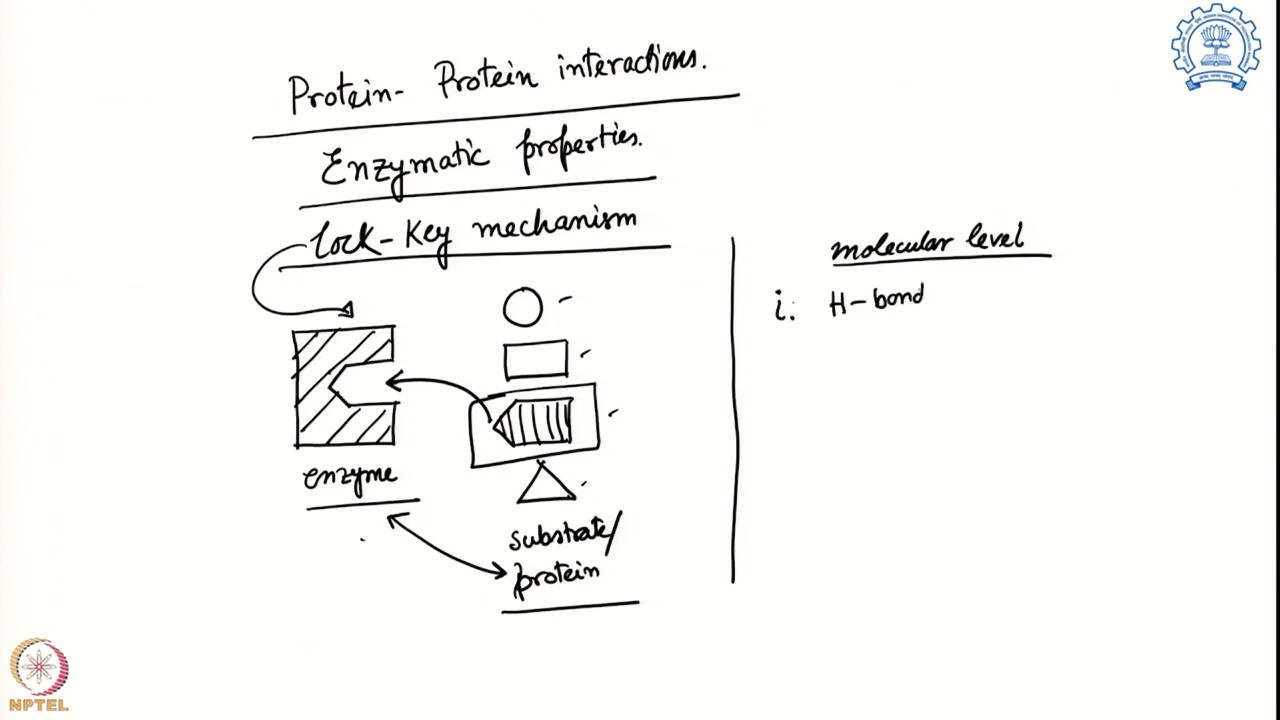 Protein- Protein interactions.
Enzymatic properties.
lock-Key mechanism
enzyme
substrate/
protein
molecular level
i. H-bond
NPTEL